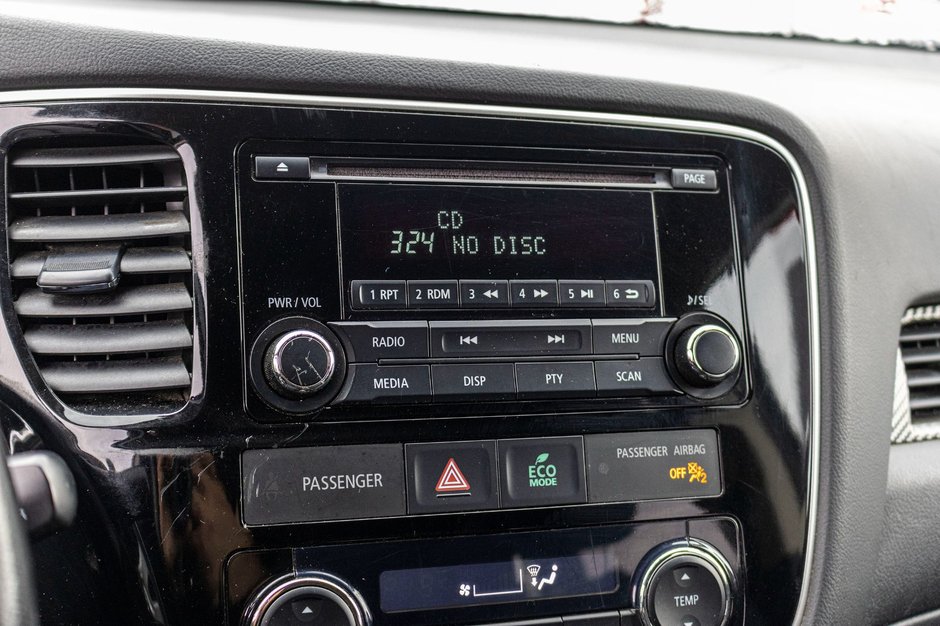 PAGE
CD
324 NO DISC
1 RPT 2 RDM 3 4 5 6
PWR / VOL
♪/SEL
RADIO MENU
MEDIA DISP PTY SCAN
PASSENGER
ECO
MODE
PASSENGER AIRBAG
OFF 2
TEMP